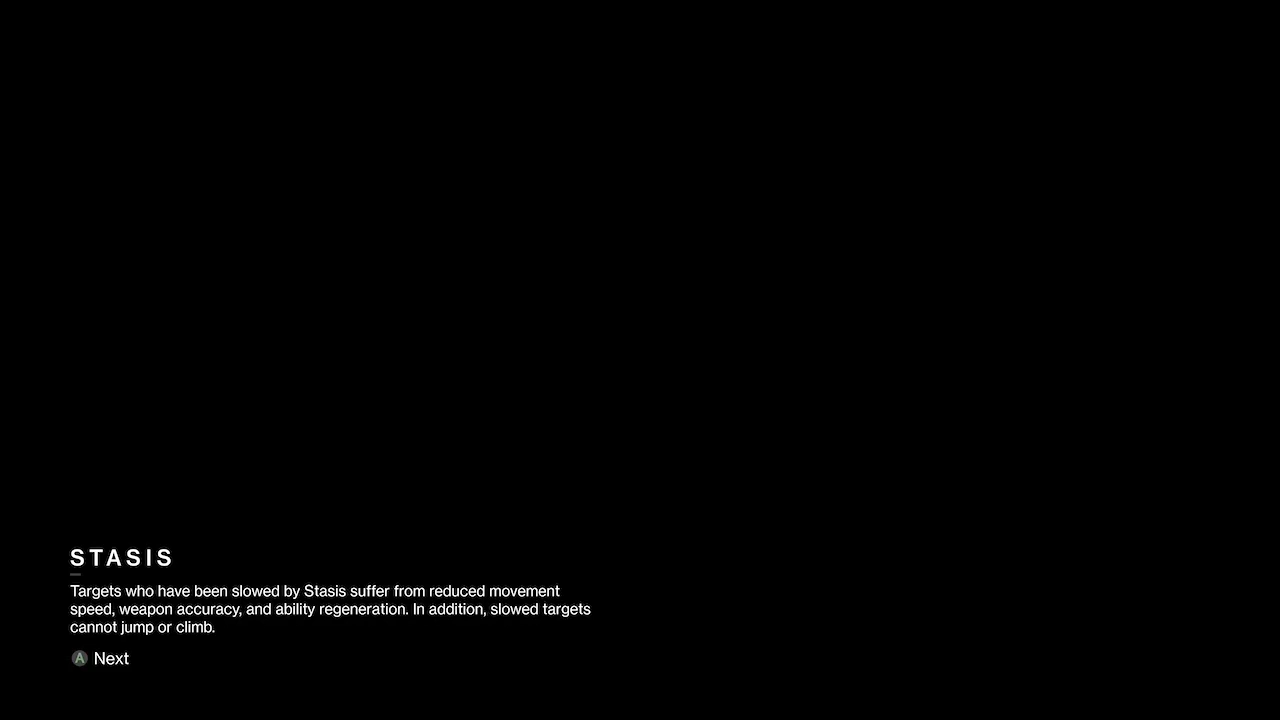 STASIS
Targets who have been slowed by Stasis suffer from reduced movement
speed, weapon accuracy, and ability regeneration. In addition, slowed targets
cannot jump or climb.
A Next